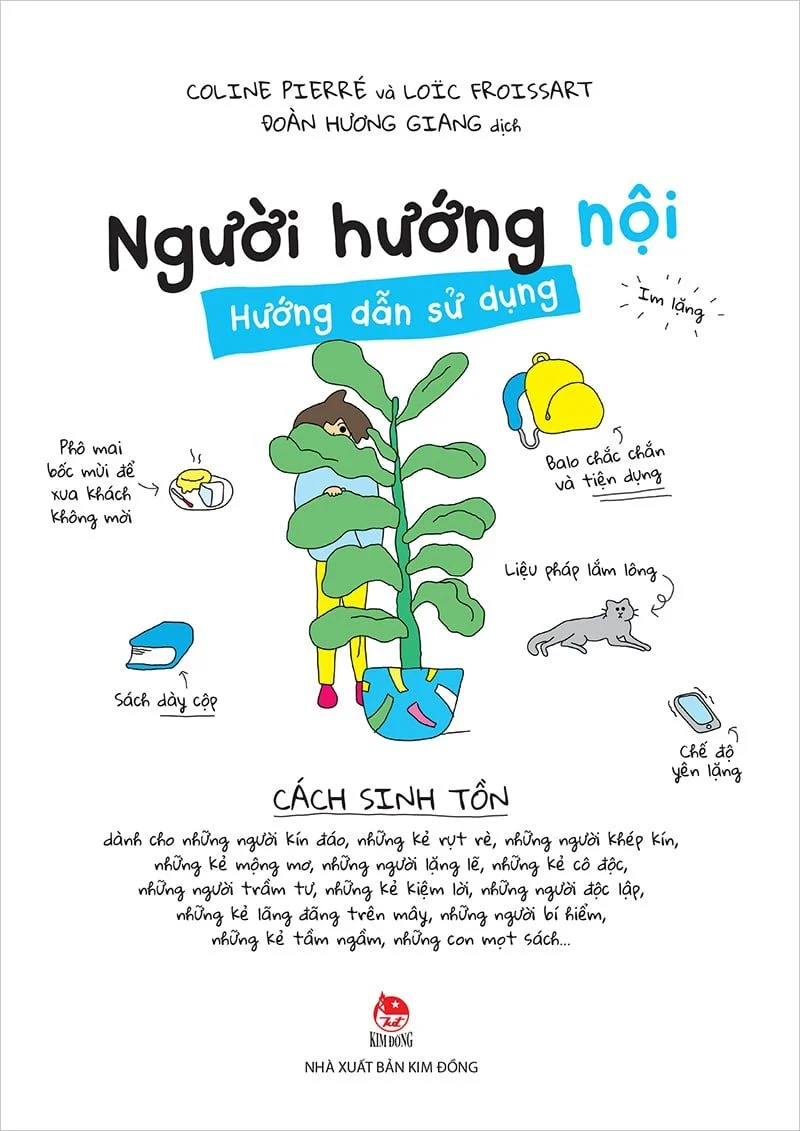 COLINE PIERRÉ và LOÏC FROISSART
ĐOÀN HƯƠNG GIANG dịch
Người hướng nội
Hướng dẫn sử dụng
Im lặng
Phô mai
bốc mùi để
xua khách
không mời
Balo chắc chắn
và tiện dụng
Liệu pháp lắm lông
Sách dày cộp
Chế độ
yên lặng
CÁCH SINH TỒN
dành cho những người kín đáo, những kẻ rụt rè, những người khép kín,
những kẻ mộng mơ, những người lặng lẽ, những kẻ cô độc,
những người trầm tư, những kẻ kiệm lời, những người độc lập,
những kẻ lãng đãng trên mây, những người bí hiểm,
những kẻ tầm ngầm, những con mọt sách...
kđ
KIM ĐỒNG
NHÀ XUẤT BẢN KIM ĐỒNG